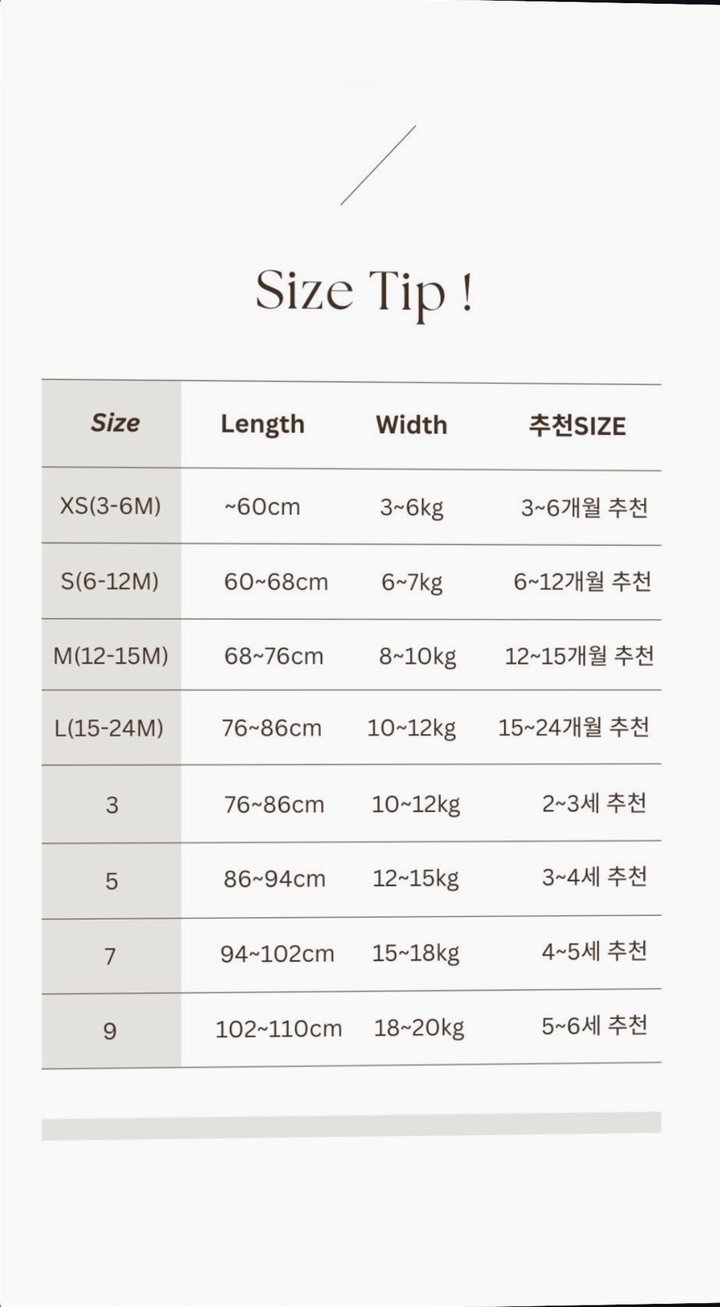 Size Tip !
Size Length Width 추천SIZE
XS(3-6M) ~60cm 3~6kg 3~6개월 추천
S(6-12M) 60~68cm 6~7kg 6~12개월 추천
M(12-15M) 68~76cm 8~10kg 12~15개월 추천
L(15-24M) 76~86cm 10~12kg 15~24개월 추천
3 76~86cm 10~12kg 2~3세 추천
5 86~94cm 12~15kg 3~4세 추천
7 94~102cm 15~18kg 4~5세 추천
9 102~110cm 18~20kg 5~6세 추천